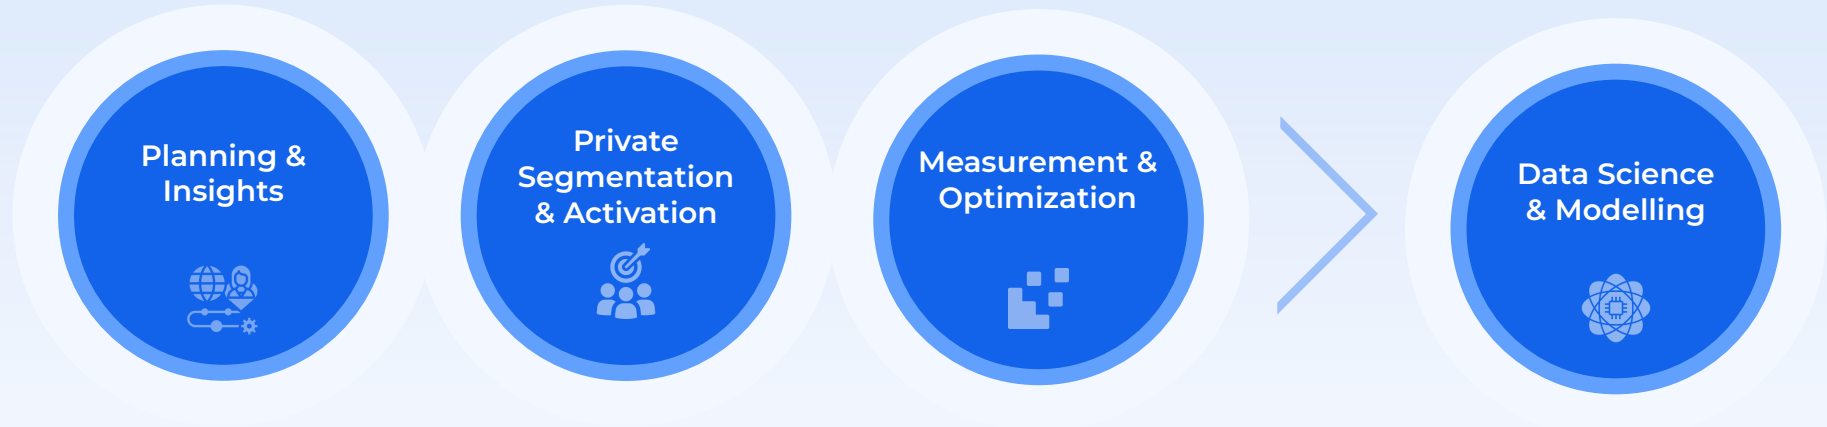 Planning &
Insights
Private
Segmentation
& Activation
Measurement &
Optimization
Data Science
& Modelling